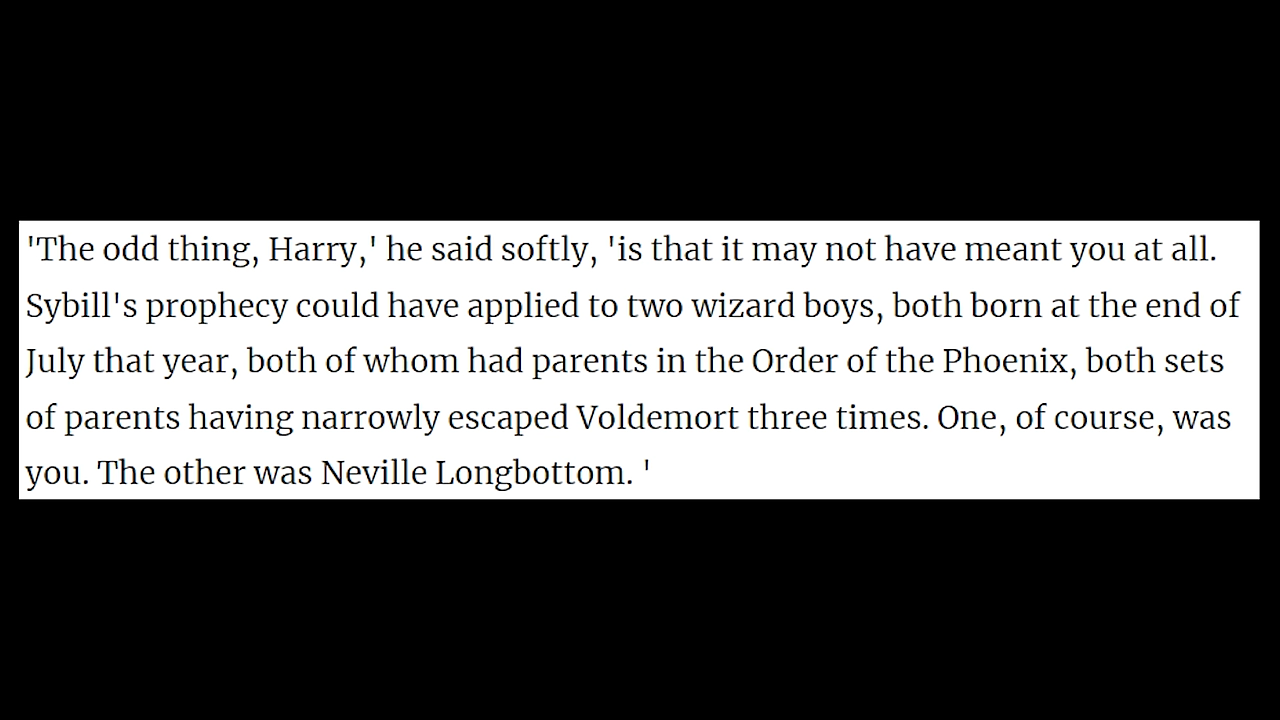 'The odd thing, Harry,' he said softly, 'is that it may not have meant you at all.
Sybill's prophecy could have applied to two wizard boys, both born at the end of
July that year, both of whom had parents in the Order of the Phoenix, both sets
of parents having narrowly escaped Voldemort three times. One, of course, was
you. The other was Neville Longbottom. '